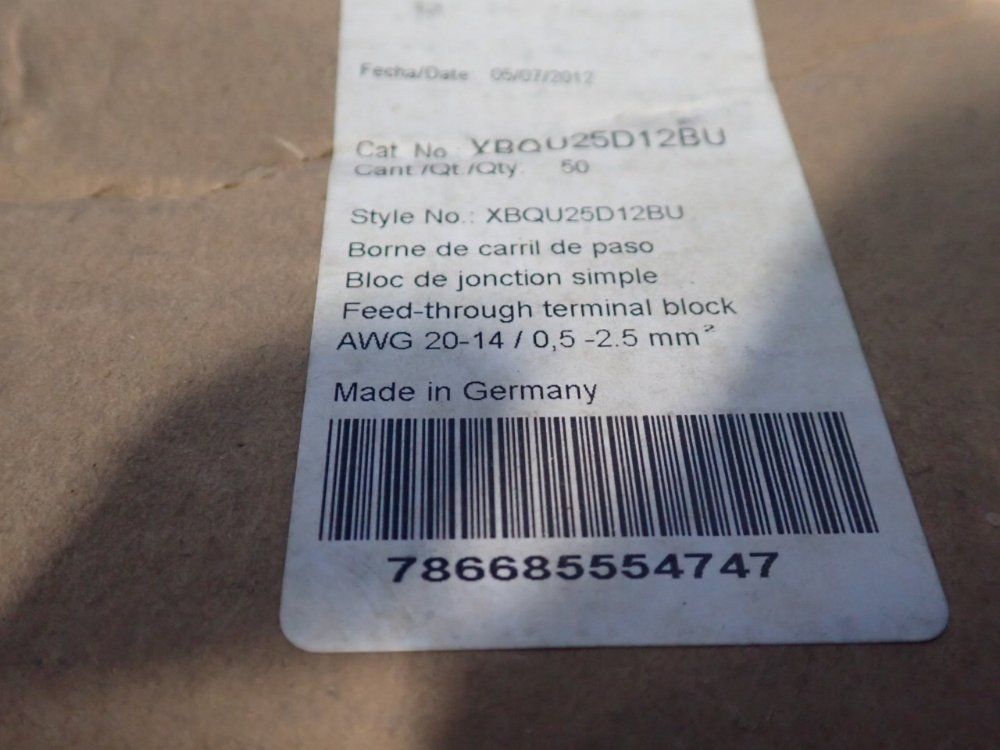 Fecha/Date 05/07/2012
Cat No XBQU25D12BU
Cant./Qt./Qty: 50
Style No.: XBQU25D12BU
Borne de carril de paso
Bloc de jonction simple
Feed-through terminal block
AWG 20-14 / 0,5 -2.5 mm²
Made in Germany
786685554747